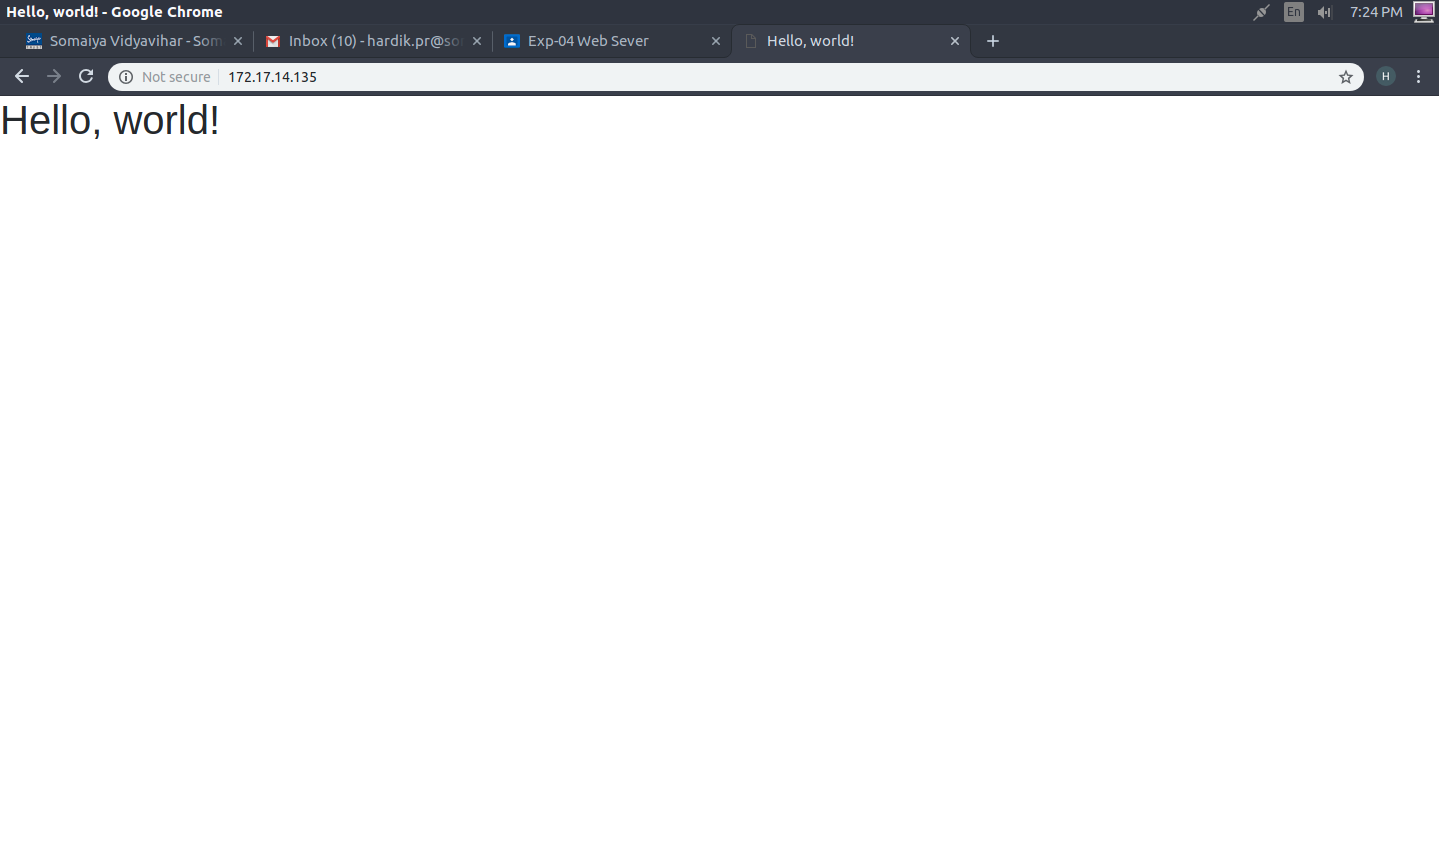 Hello, world! - Google Chrome
En
7:24 PM
Somaiya Vidyavihar - Som
Inbox (10) - hardik.pr@so
Exp-04 Web Sever
Hello, world!
Not secure
172.17.14.135
H
Hello, world!